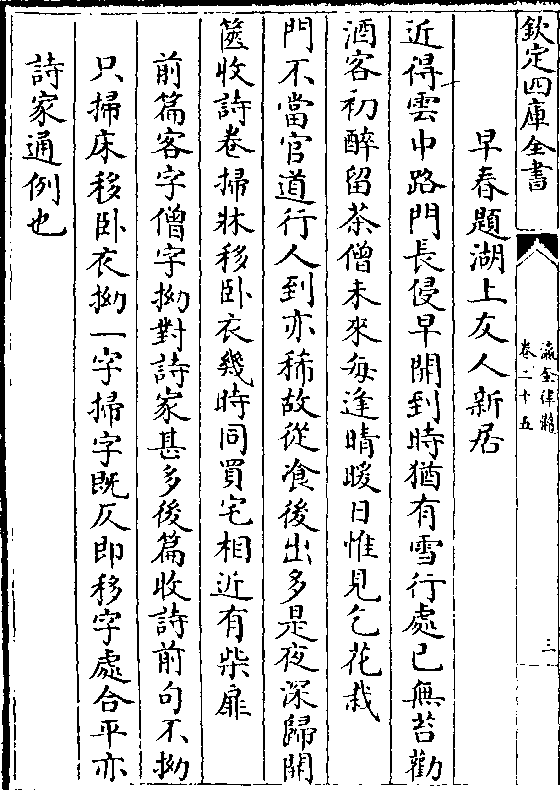 欽定四庫全書
瀛奎律髓
卷二十五
三
早春題湖上友人新居
近得雲中路門長侵早開到時猶有雪行處已無苔勸
酒客初醉留茶僧未來每逢晴暖日惟見乞花栽
門不當官道行人到亦稀故從飡後出多是夜深歸開
篋收詩卷掃牀移臥衣幾時同買宅相近有柴扉
前篇客字僧字拗對詩家甚多後篇收詩前句不拗
只掃床移臥衣拗一字掃字既仄即移字處合平亦
詩家通例也